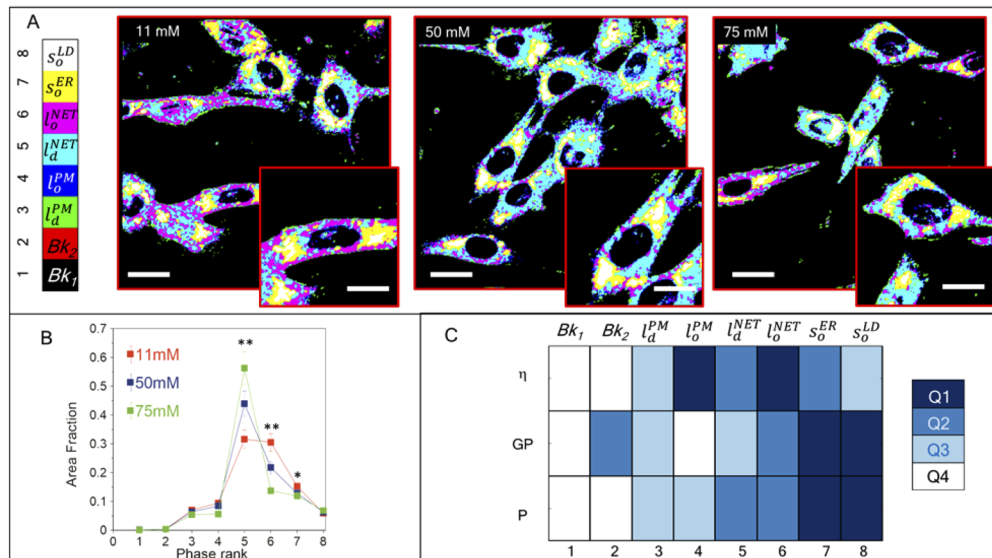 A
11 mM
50 mM
75 mM
8 s_o^LD
7 s_o^ER
6 l_o^NET
5 l_d^NET
4 l_o^PM
3 l_d^PM
2 Bk_2
1 Bk_1
B
0.7
0.6
0.5
0.4
0.3
0.2
0.1
0
Area Fraction
11mM
50mM
75mM
**
**
*
1 2 3 4 5 6 7 8
Phase rank
C
Bk_1 Bk_2 l_d^PM l_o^PM l_d^NET l_o^NET s_o^ER s_o^LD
η
GP
P
1 2 3 4 5 6 7 8
Q1
Q2
Q3
Q4